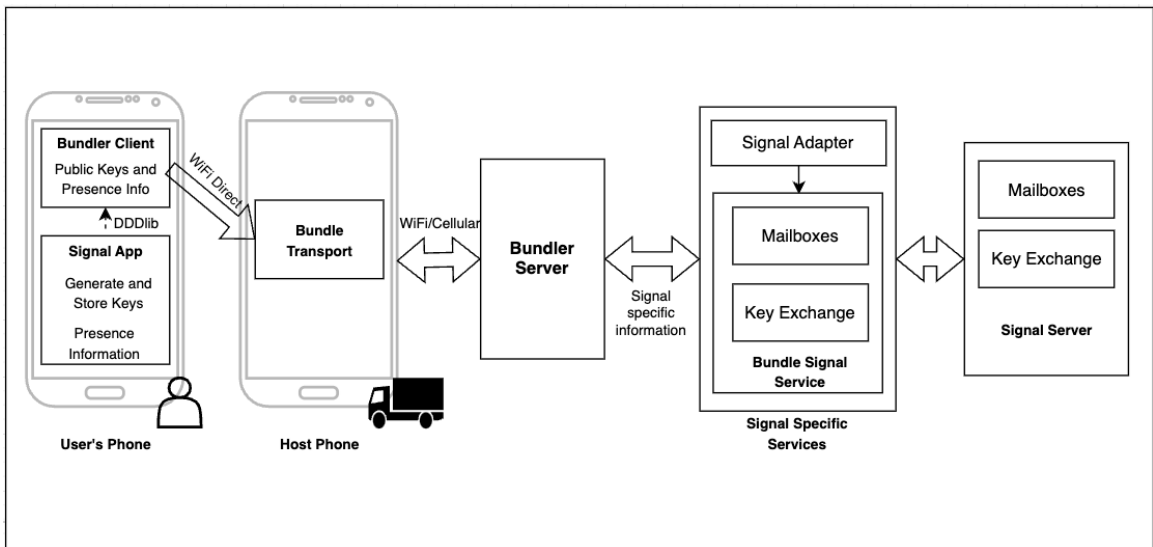 Bundler Client
Public Keys and
Presence Info
DDDlib
Signal App
Generate and
Store Keys
Presence
Information
User's Phone
WiFi Direct
Bundle
Transport
Host Phone
WiFi/Cellular
Bundler
Server
Signal
specific
information
Signal Adapter
Mailboxes
Key Exchange
Bundle Signal
Service
Signal Specific
Services
Mailboxes
Key Exchange
Signal Server